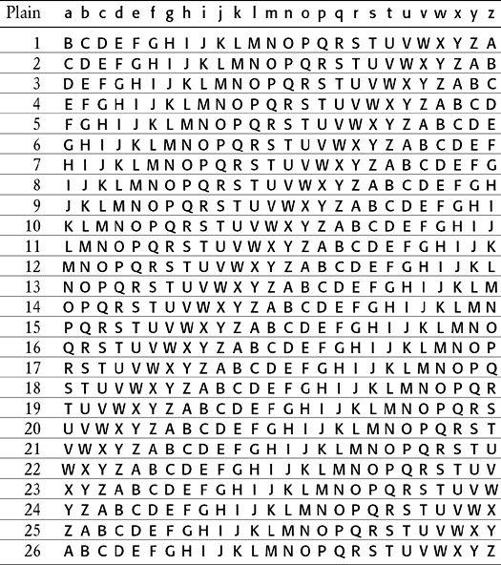 Plain a b c d e f g h i j k l m n o p q r s t u v w x y z
1 B C D E F G H I J K L M N O P Q R S T U V W X Y Z A
2 C D E F G H I J K L M N O P Q R S T U V W X Y Z A B
3 D E F G H I J K L M N O P Q R S T U V W X Y Z A B C
4 E F G H I J K L M N O P Q R S T U V W X Y Z A B C D
5 F G H I J K L M N O P Q R S T U V W X Y Z A B C D E
6 G H I J K L M N O P Q R S T U V W X Y Z A B C D E F
7 H I J K L M N O P Q R S T U V W X Y Z A B C D E F G
8 I J K L M N O P Q R S T U V W X Y Z A B C D E F G H
9 J K L M N O P Q R S T U V W X Y Z A B C D E F G H I
10 K L M N O P Q R S T U V W X Y Z A B C D E F G H I J
11 L M N O P Q R S T U V W X Y Z A B C D E F G H I J K
12 M N O P Q R S T U V W X Y Z A B C D E F G H I J K L
13 N O P Q R S T U V W X Y Z A B C D E F G H I J K L M
14 O P Q R S T U V W X Y Z A B C D E F G H I J K L M N
15 P Q R S T U V W X Y Z A B C D E F G H I J K L M N O
16 Q R S T U V W X Y Z A B C D E F G H I J K L M N O P
17 R S T U V W X Y Z A B C D E F G H I J K L M N O P Q
18 S T U V W X Y Z A B C D E F G H I J K L M N O P Q R
19 T U V W X Y Z A B C D E F G H I J K L M N O P Q R S
20 U V W X Y Z A B C D E F G H I J K L M N O P Q R S T
21 V W X Y Z A B C D E F G H I J K L M N O P Q R S T U
22 W X Y Z A B C D E F G H I J K L M N O P Q R S T U V
23 X Y Z A B C D E F G H I J K L M N O P Q R S T U V W
24 Y Z A B C D E F G H I J K L M N O P Q R S T U V W X
25 Z A B C D E F G H I J K L M N O P Q R S T U V W X Y
26 A B C D E F G H I J K L M N O P Q R S T U V W X Y Z